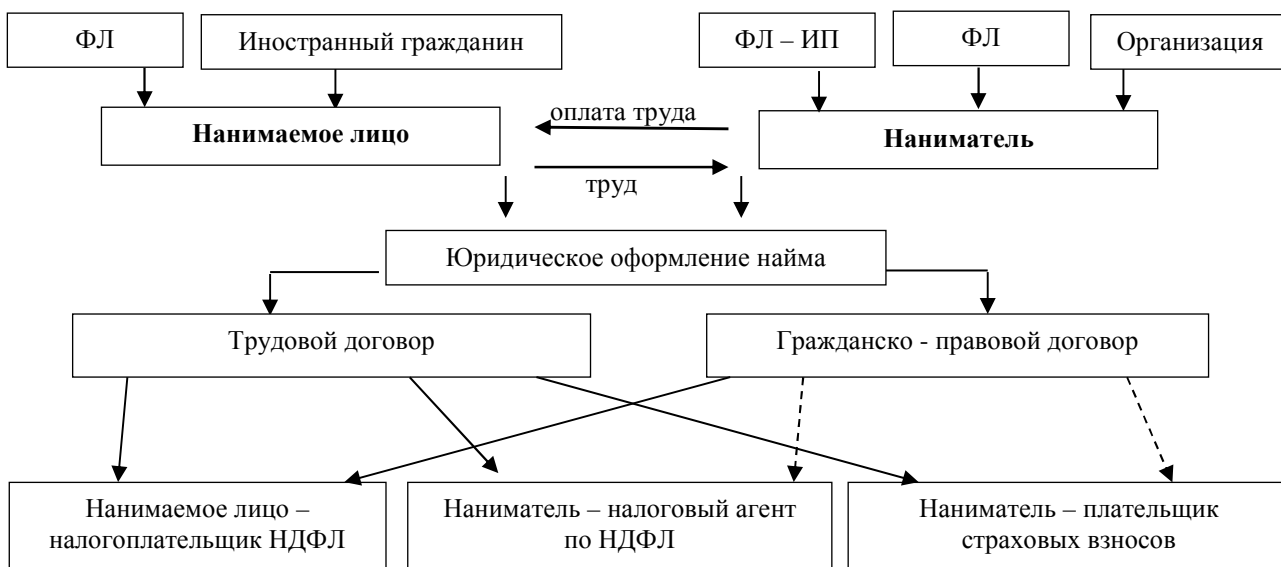 ФЛ
Иностранный гражданин
ФЛ – ИП
ФЛ
Организация
Нанимаемое лицо
оплата труда
Наниматель
труд
Юридическое оформление найма
Трудовой договор
Гражданско - правовой договор
Нанимаемое лицо –
налогоплательщик НДФЛ
Наниматель – налоговый агент
по НДФЛ
Наниматель – плательщик
страховых взносов